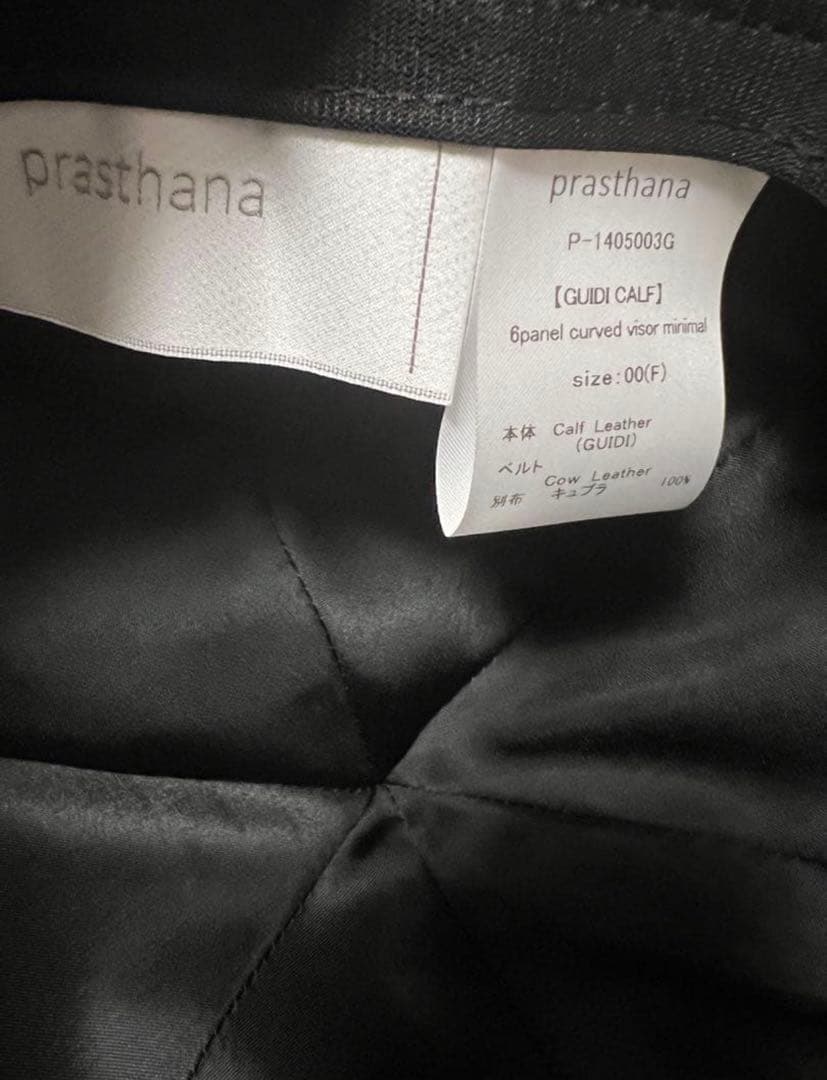 prasthana
prasthana
P-1405003G
【GUIDI CALF】
6panel curved visor minimal
size:00(F)
本体 Calf Leather
(GUIDI)
ベルト Cow Leather
別布 キュプラ 100%